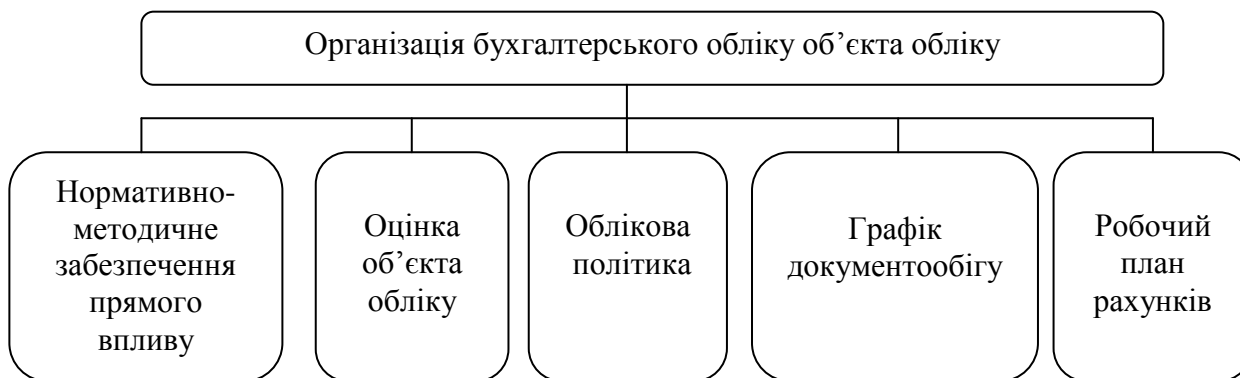 Організація бухгалтерського обліку об’єкта обліку
Нормативно-
методичне
забезпечення
прямого
впливу
Оцінка
об’єкта
обліку
Облікова
політика
Графік
документообігу
Робочий
план
рахунків